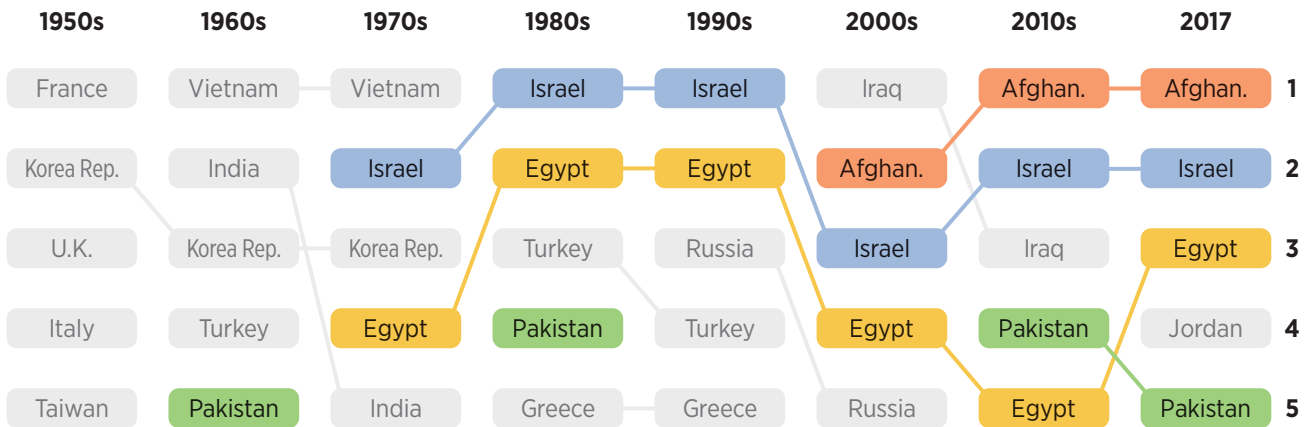 1950s 1960s 1970s 1980s 1990s 2000s 2010s 2017
France Vietnam Vietnam Israel Israel Iraq Afghan. Afghan. 1
Korea Rep. India Israel Egypt Egypt Afghan. Israel Israel 2
U.K. Korea Rep. Korea Rep. Turkey Russia Israel Iraq Egypt 3
Italy Turkey Egypt Pakistan Turkey Egypt Pakistan Jordan 4
Taiwan Pakistan India Greece Greece Russia Egypt Pakistan 5